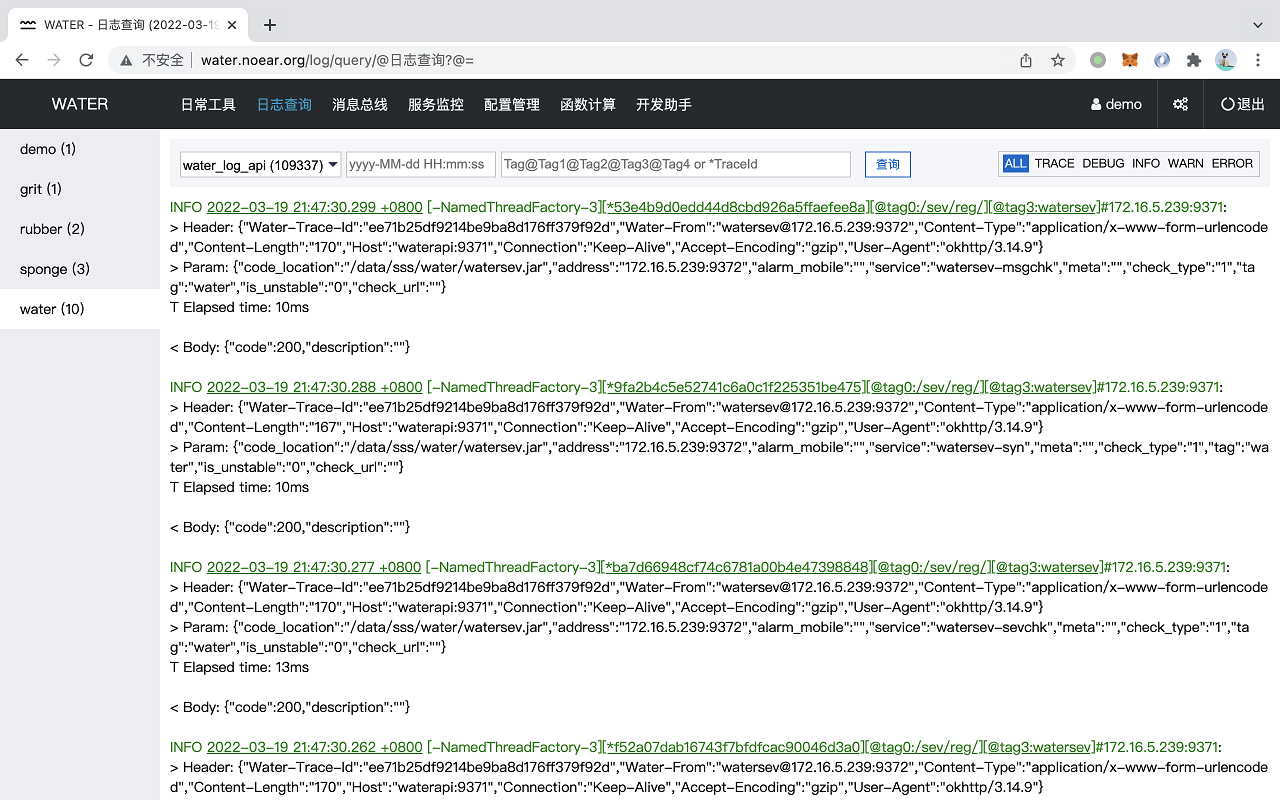 WATER - 日志查询 (2022-03-19
不安全
water.noear.org/log/query/@日志查询?@=
WATER
日常工具
日志查询
消息总线
服务监控
配置管理
函数计算
开发助手
demo
退出
demo (1)
grit (1)
rubber (2)
sponge (3)
water (10)
water_log_api (109337)
yyyy-MM-dd HH:mm:ss
Tag@Tag1@Tag2@Tag3@Tag4 or *TraceId
查询
ALL TRACE DEBUG INFO WARN ERROR
INFO 2022-03-19 21:47:30.299 +0800 [-NamedThreadFactory-3][*53e4b9d0edd44d8cbd926a5ffaefee8a][@tag0:/sev/reg/][@tag3:watersev]#172.16.5.239:9371:
> Header: {"Water-Trace-Id":"ee71b25df9214be9ba8d176ff379f92d","Water-From":"watersev@172.16.5.239:9372","Content-Type":"application/x-www-form-urlencode
d","Content-Length":"170","Host":"waterapi:9371","Connection":"Keep-Alive","Accept-Encoding":"gzip","User-Agent":"okhttp/3.14.9"}
> Param: {"code_location":"/data/sss/water/watersev.jar","address":"172.16.5.239:9372","alarm_mobile":"","service":"watersev-msgchk","meta":"","check_type":"1","ta
g":"water","is_unstable":"0","check_url":""}
T Elapsed time: 10ms
< Body: {"code":200,"description":""}
INFO 2022-03-19 21:47:30.288 +0800 [-NamedThreadFactory-3][*9fa2b4c5e52741c6a0c1f225351be475][@tag0:/sev/reg/][@tag3:watersev]#172.16.5.239:9371:
> Header: {"Water-Trace-Id":"ee71b25df9214be9ba8d176ff379f92d","Water-From":"watersev@172.16.5.239:9372","Content-Type":"application/x-www-form-urlencode
d","Content-Length":"167","Host":"waterapi:9371","Connection":"Keep-Alive","Accept-Encoding":"gzip","User-Agent":"okhttp/3.14.9"}
> Param: {"code_location":"/data/sss/water/watersev.jar","address":"172.16.5.239:9372","alarm_mobile":"","service":"watersev-syn","meta":"","check_type":"1","tag":"wa
ter","is_unstable":"0","check_url":""}
T Elapsed time: 10ms
< Body: {"code":200,"description":""}
INFO 2022-03-19 21:47:30.277 +0800 [-NamedThreadFactory-3][*ba7d66948cf74c6781a00b4e47398848][@tag0:/sev/reg/][@tag3:watersev]#172.16.5.239:9371:
> Header: {"Water-Trace-Id":"ee71b25df9214be9ba8d176ff379f92d","Water-From":"watersev@172.16.5.239:9372","Content-Type":"application/x-www-form-urlencode
d","Content-Length":"170","Host":"waterapi:9371","Connection":"Keep-Alive","Accept-Encoding":"gzip","User-Agent":"okhttp/3.14.9"}
> Param: {"code_location":"/data/sss/water/watersev.jar","address":"172.16.5.239:9372","alarm_mobile":"","service":"watersev-sevchk","meta":"","check_type":"1","ta
g":"water","is_unstable":"0","check_url":""}
T Elapsed time: 13ms
< Body: {"code":200,"description":""}
INFO 2022-03-19 21:47:30.262 +0800 [-NamedThreadFactory-3][*f52a07dab16743f7bfdfcac90046d3a0][@tag0:/sev/reg/][@tag3:watersev]#172.16.5.239:9371:
> Header: {"Water-Trace-Id":"ee71b25df9214be9ba8d176ff379f92d","Water-From":"watersev@172.16.5.239:9372","Content-Type":"application/x-www-form-urlencode
d","Content-Length":"170","Host":"waterapi:9371","Connection":"Keep-Alive","Accept-Encoding":"gzip","User-Agent":"okhttp/3.14.9"}